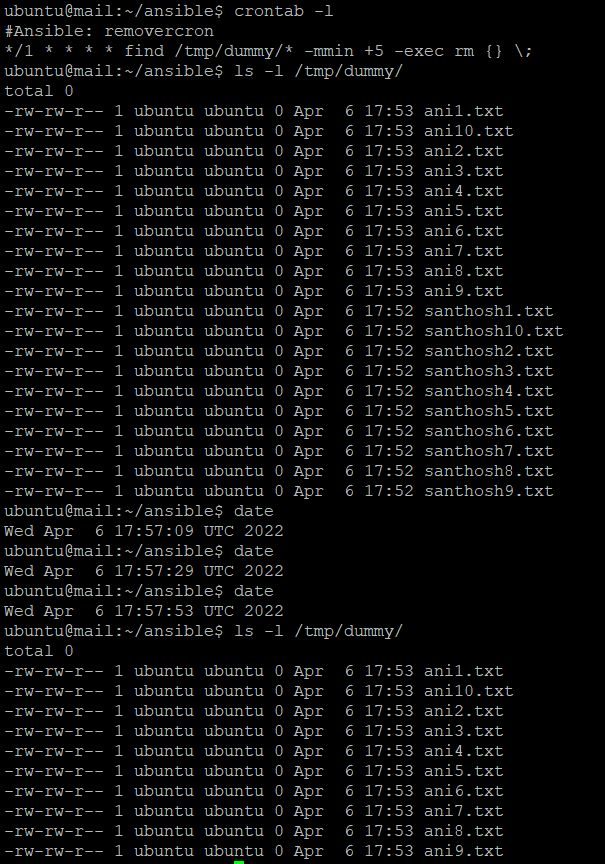 ubuntu@mail:~/ansible$ crontab -l
#Ansible: removercron
*/1 * * * * find /tmp/dummy/* -mmin +5 -exec rm {} \;
ubuntu@mail:~/ansible$ ls -l /tmp/dummy/
total 0
-rw-rw-r-- 1 ubuntu ubuntu 0 Apr  6 17:53 ani1.txt
-rw-rw-r-- 1 ubuntu ubuntu 0 Apr  6 17:53 ani10.txt
-rw-rw-r-- 1 ubuntu ubuntu 0 Apr  6 17:53 ani2.txt
-rw-rw-r-- 1 ubuntu ubuntu 0 Apr  6 17:53 ani3.txt
-rw-rw-r-- 1 ubuntu ubuntu 0 Apr  6 17:53 ani4.txt
-rw-rw-r-- 1 ubuntu ubuntu 0 Apr  6 17:53 ani5.txt
-rw-rw-r-- 1 ubuntu ubuntu 0 Apr  6 17:53 ani6.txt
-rw-rw-r-- 1 ubuntu ubuntu 0 Apr  6 17:53 ani7.txt
-rw-rw-r-- 1 ubuntu ubuntu 0 Apr  6 17:53 ani8.txt
-rw-rw-r-- 1 ubuntu ubuntu 0 Apr  6 17:53 ani9.txt
-rw-rw-r-- 1 ubuntu ubuntu 0 Apr  6 17:52 santhosh1.txt
-rw-rw-r-- 1 ubuntu ubuntu 0 Apr  6 17:52 santhosh10.txt
-rw-rw-r-- 1 ubuntu ubuntu 0 Apr  6 17:52 santhosh2.txt
-rw-rw-r-- 1 ubuntu ubuntu 0 Apr  6 17:52 santhosh3.txt
-rw-rw-r-- 1 ubuntu ubuntu 0 Apr  6 17:52 santhosh4.txt
-rw-rw-r-- 1 ubuntu ubuntu 0 Apr  6 17:52 santhosh5.txt
-rw-rw-r-- 1 ubuntu ubuntu 0 Apr  6 17:52 santhosh6.txt
-rw-rw-r-- 1 ubuntu ubuntu 0 Apr  6 17:52 santhosh7.txt
-rw-rw-r-- 1 ubuntu ubuntu 0 Apr  6 17:52 santhosh8.txt
-rw-rw-r-- 1 ubuntu ubuntu 0 Apr  6 17:52 santhosh9.txt
ubuntu@mail:~/ansible$ date
Wed Apr  6 17:57:09 UTC 2022
ubuntu@mail:~/ansible$ date
Wed Apr  6 17:57:29 UTC 2022
ubuntu@mail:~/ansible$ date
Wed Apr  6 17:57:53 UTC 2022
ubuntu@mail:~/ansible$ ls -l /tmp/dummy/
total 0
-rw-rw-r-- 1 ubuntu ubuntu 0 Apr  6 17:53 ani1.txt
-rw-rw-r-- 1 ubuntu ubuntu 0 Apr  6 17:53 ani10.txt
-rw-rw-r-- 1 ubuntu ubuntu 0 Apr  6 17:53 ani2.txt
-rw-rw-r-- 1 ubuntu ubuntu 0 Apr  6 17:53 ani3.txt
-rw-rw-r-- 1 ubuntu ubuntu 0 Apr  6 17:53 ani4.txt
-rw-rw-r-- 1 ubuntu ubuntu 0 Apr  6 17:53 ani5.txt
-rw-rw-r-- 1 ubuntu ubuntu 0 Apr  6 17:53 ani6.txt
-rw-rw-r-- 1 ubuntu ubuntu 0 Apr  6 17:53 ani7.txt
-rw-rw-r-- 1 ubuntu ubuntu 0 Apr  6 17:53 ani8.txt
-rw-rw-r-- 1 ubuntu ubuntu 0 Apr  6 17:53 ani9.txt